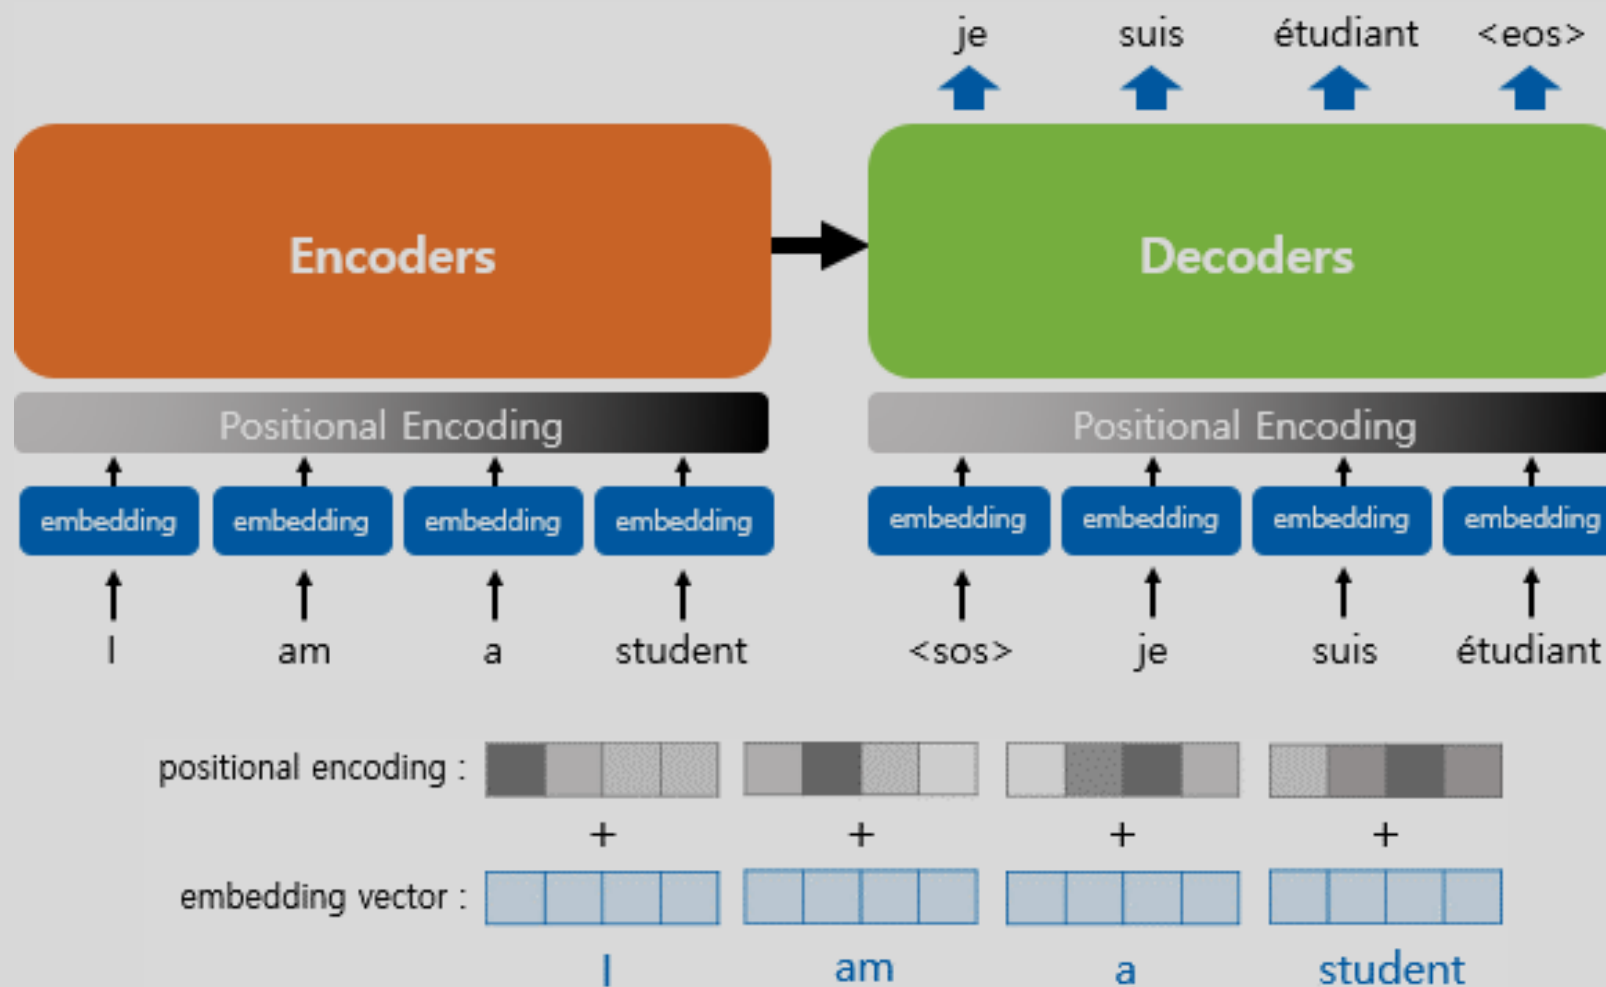 je suis étudiant <eos>
Encoders
Decoders
Positional Encoding
Positional Encoding
embedding embedding embedding embedding
embedding embedding embedding embedding
I am a student
<sos> je suis étudiant
positional encoding :
+ + + +
embedding vector :
I am a student